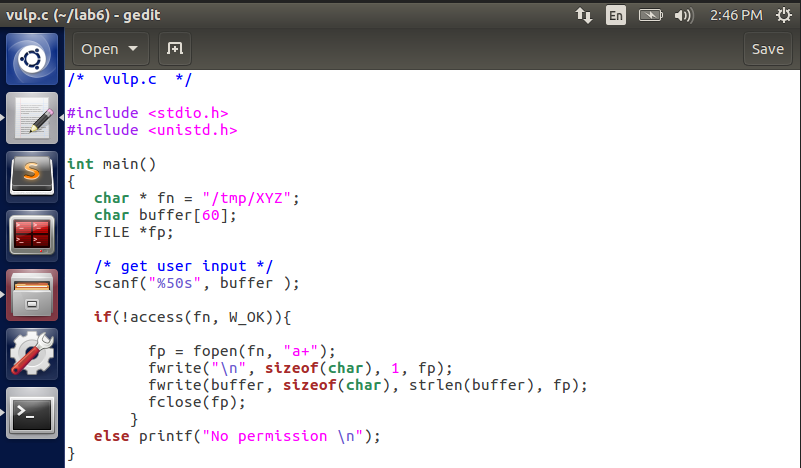 vulp.c (~/lab6) - gedit
En
2:46 PM
Open
Save
/*  vulp.c  */
#include <stdio.h>
#include <unistd.h>
int main()
{
   char * fn = "/tmp/XYZ";
   char buffer[60];
   FILE *fp;
   /* get user input */
   scanf("%50s", buffer );
   if(!access(fn, W_OK)){
         fp = fopen(fn, "a+");
         fwrite("\n", sizeof(char), 1, fp);
         fwrite(buffer, sizeof(char), strlen(buffer), fp);
         fclose(fp);
       }
   else printf("No permission \n");
}